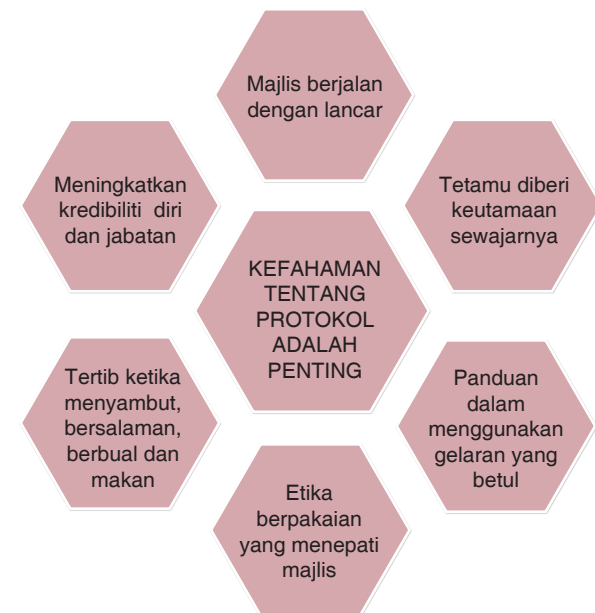 Majlis berjalan
dengan lancar
Meningkatkan
kredibiliti diri
dan jabatan
Tetamu diberi
keutamaan
sewajarnya
KEFAHAMAN
TENTANG
PROTOKOL
ADALAH
PENTING
Tertib ketika
menyambut,
bersalaman,
berbual dan
makan
Panduan
dalam
menggunakan
gelaran yang
betul
Etika
berpakaian
yang menepati
majlis